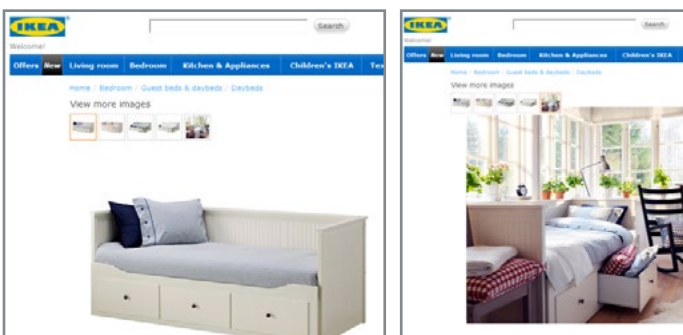 IKEA
Search
Welcome!
Offers New Living room Bedroom Kitchen & Appliances Children's IKEA Tex
Home / Bedroom / Guest beds & daybeds / Daybeds
View more images
IKEA
Search
Welcome!
Offers New Living room Bedroom Kitchen & Appliances Children's IKEA
Home / Bedroom / Guest beds & daybeds / Daybeds
View more images